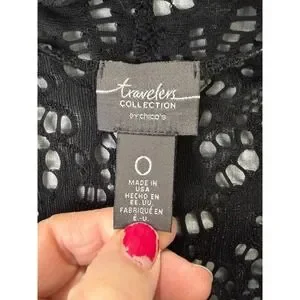 travelers
COLLECTION
BY chico's
0
MADE IN
USA
HECHO EN
EE. UU.
FABRIQUÉ EN
É.-U.